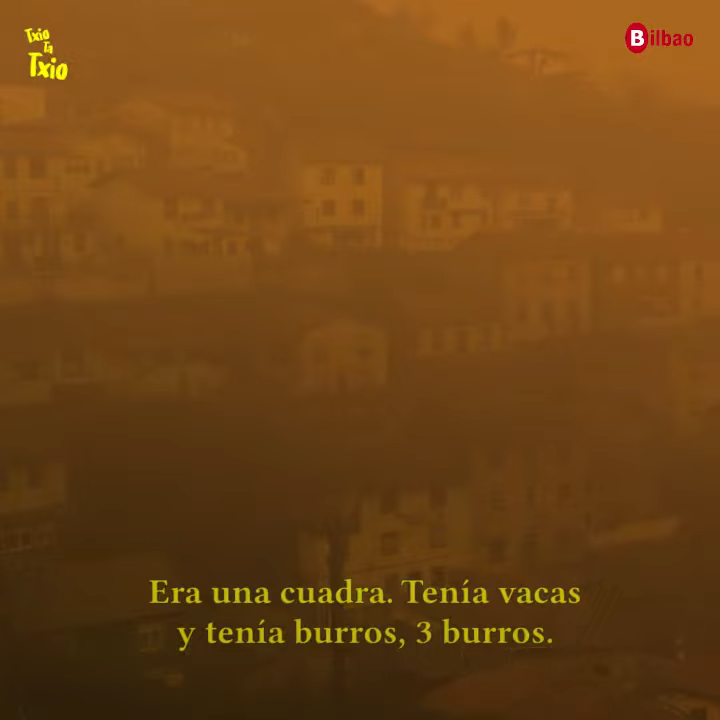 Txio
Ta
Txio
Bilbao
Era una cuadra. Tenía vacas
y tenía burros, 3 burros.